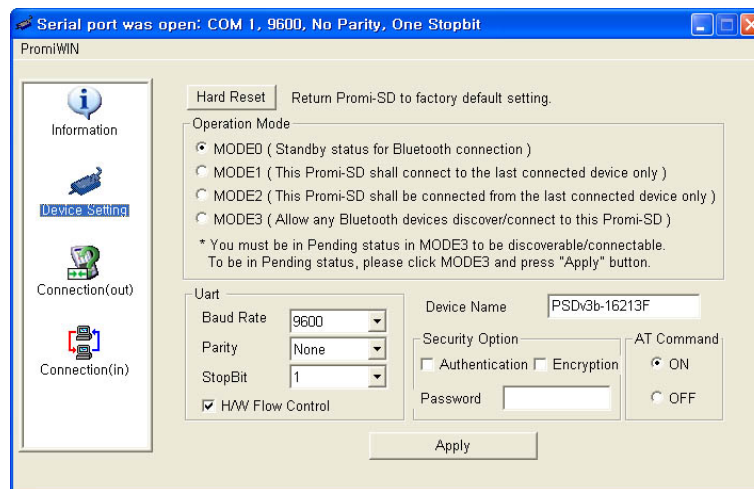 Serial port was open: COM 1, 9600, No Parity, One Stopbit
PromiWIN
Information
Device Setting
Connection(out)
Connection(in)
Hard Reset Return Promi-SD to factory default setting.
Operation Mode
MODE0 ( Standby status for Bluetooth connection )
MODE1 ( This Promi-SD shall connect to the last connected device only )
MODE2 ( This Promi-SD shall be connected from the last connected device only )
MODE3 ( Allow any Bluetooth devices discover/connect to this Promi-SD )
* You must be in Pending status in MODE3 to be discoverable/connectable.
To be in Pending status, please click MODE3 and press "Apply" button.
Uart
Baud Rate 9600
Parity None
StopBit 1
H/W Flow Control
Device Name PSDv3b-16213F
Security Option
Authentication Encryption
Password
AT Command
ON
OFF
Apply